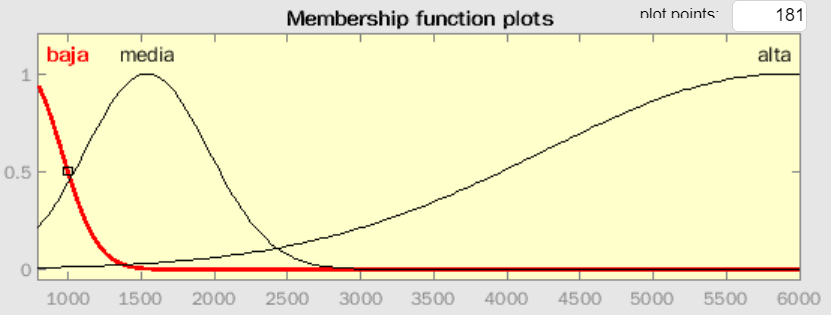 Membership function plots
plot points: 181
baja media alta
1
0.5
0
1000 1500 2000 2500 3000 3500 4000 4500 5000 5500 6000